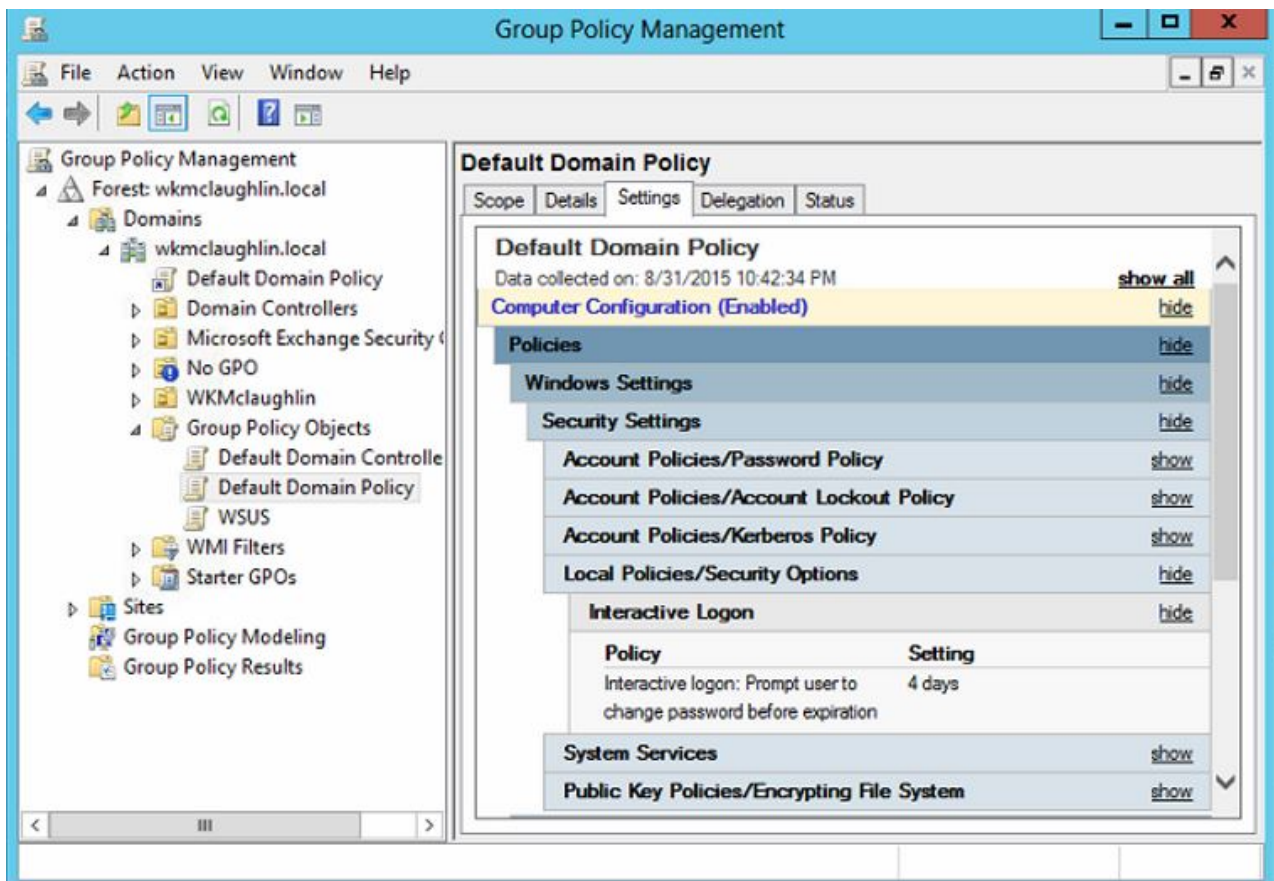 Group Policy Management
File Action View Window Help
Group Policy Management
Forest: wkmclaughlin.local
Domains
wkmclaughlin.local
Default Domain Policy
Domain Controllers
Microsoft Exchange Security
No GPO
WKMclaughlin
Group Policy Objects
Default Domain Controlle
Default Domain Policy
WSUS
WMI Filters
Starter GPOs
Sites
Group Policy Modeling
Group Policy Results
Default Domain Policy
Scope Details Settings Delegation Status
Default Domain Policy
Data collected on: 8/31/2015 10:42:34 PM show all
Computer Configuration (Enabled) hide
Policies hide
Windows Settings hide
Security Settings hide
Account Policies/Password Policy show
Account Policies/Account Lockout Policy show
Account Policies/Kerberos Policy show
Local Policies/Security Options hide
Interactive Logon hide
Policy Setting
Interactive logon: Prompt user to 4 days
change password before expiration
System Services show
Public Key Policies/Encrypting File System show